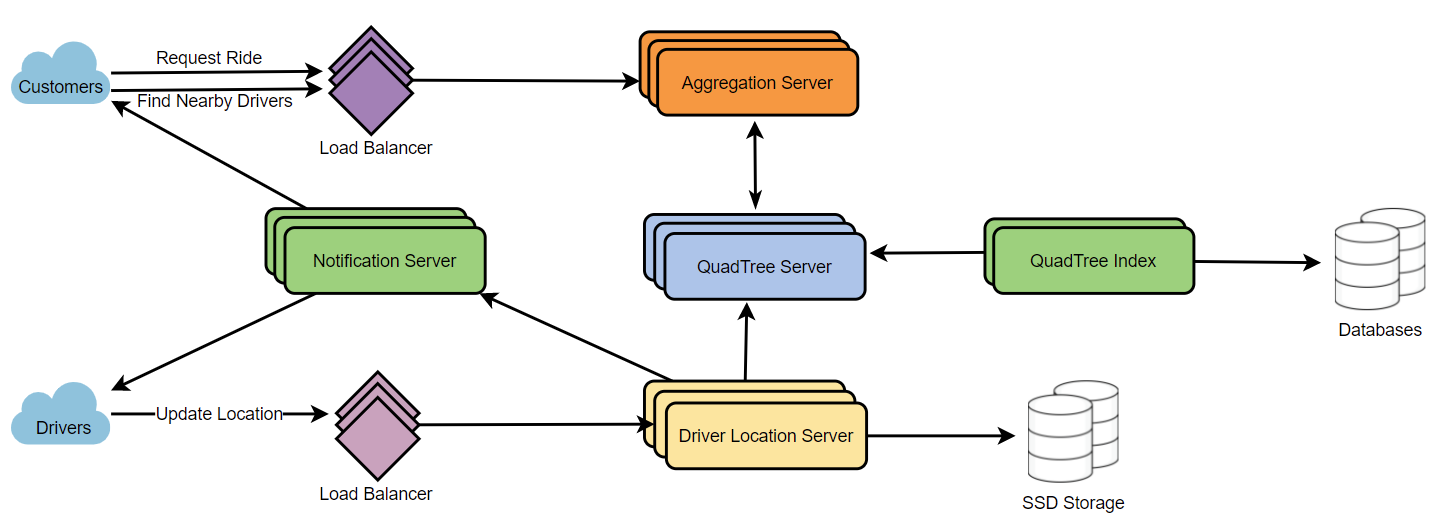 Request Ride
Customers
Find Nearby Drivers
Load Balancer
Aggregation Server
Notification Server
QuadTree Server
QuadTree Index
Databases
Drivers
Update Location
Load Balancer
Driver Location Server
SSD Storage